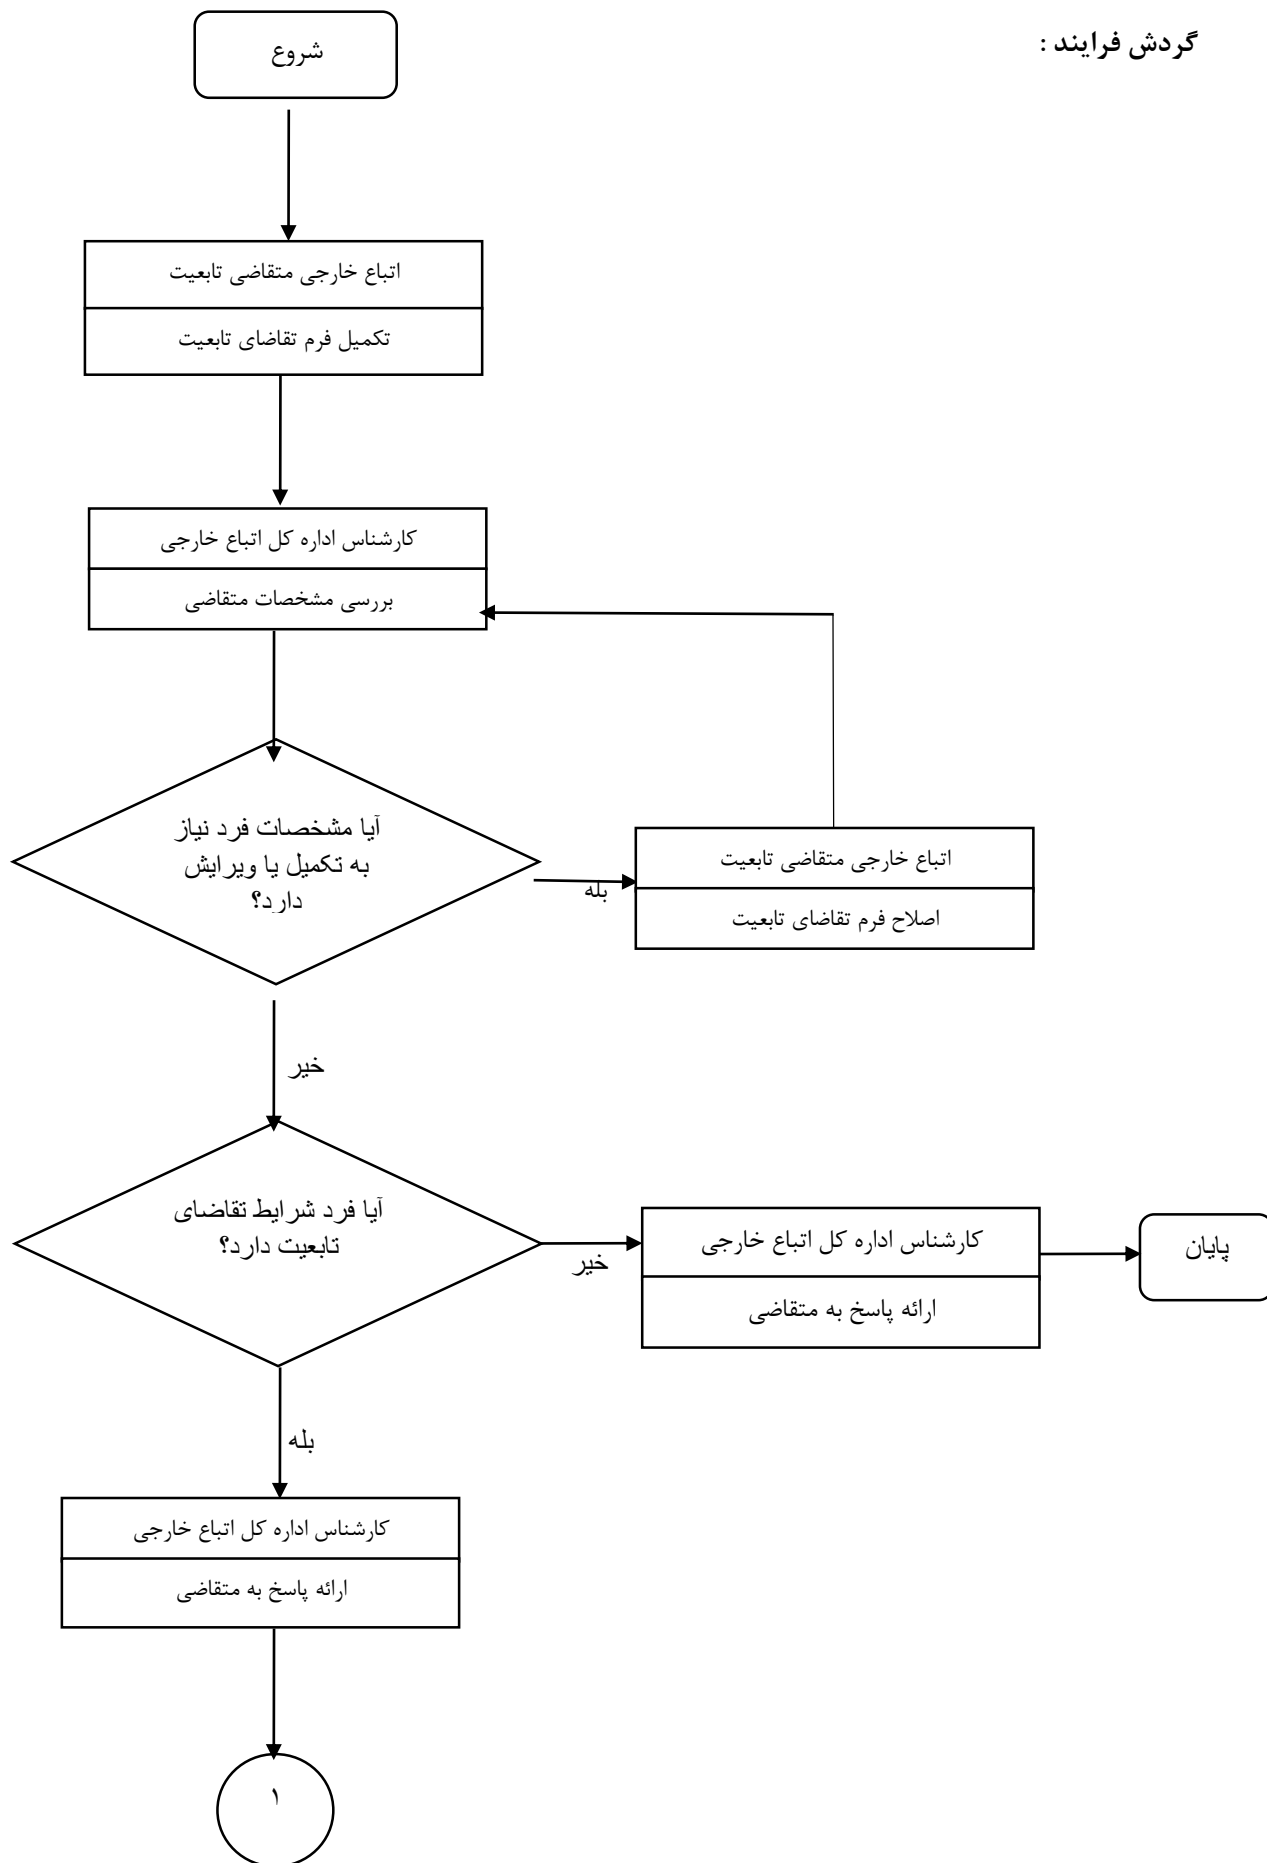 گردش فرایند :
شروع
اتباع خارجی متقاضی تابعیت
تکمیل فرم تقاضای تابعیت
کارشناس اداره کل اتباع خارجی
بررسی مشخصات متقاضی
آیا مشخصات فرد نیاز
به تکمیل یا ویرایش
دارد؟
بله
اتباع خارجی متقاضی تابعیت
اصلاح فرم تقاضای تابعیت
خیر
آیا فرد شرایط تقاضای
تابعیت دارد؟
خیر
کارشناس اداره کل اتباع خارجی
ارائه پاسخ به متقاضی
پایان
بله
کارشناس اداره کل اتباع خارجی
ارائه پاسخ به متقاضی
۱